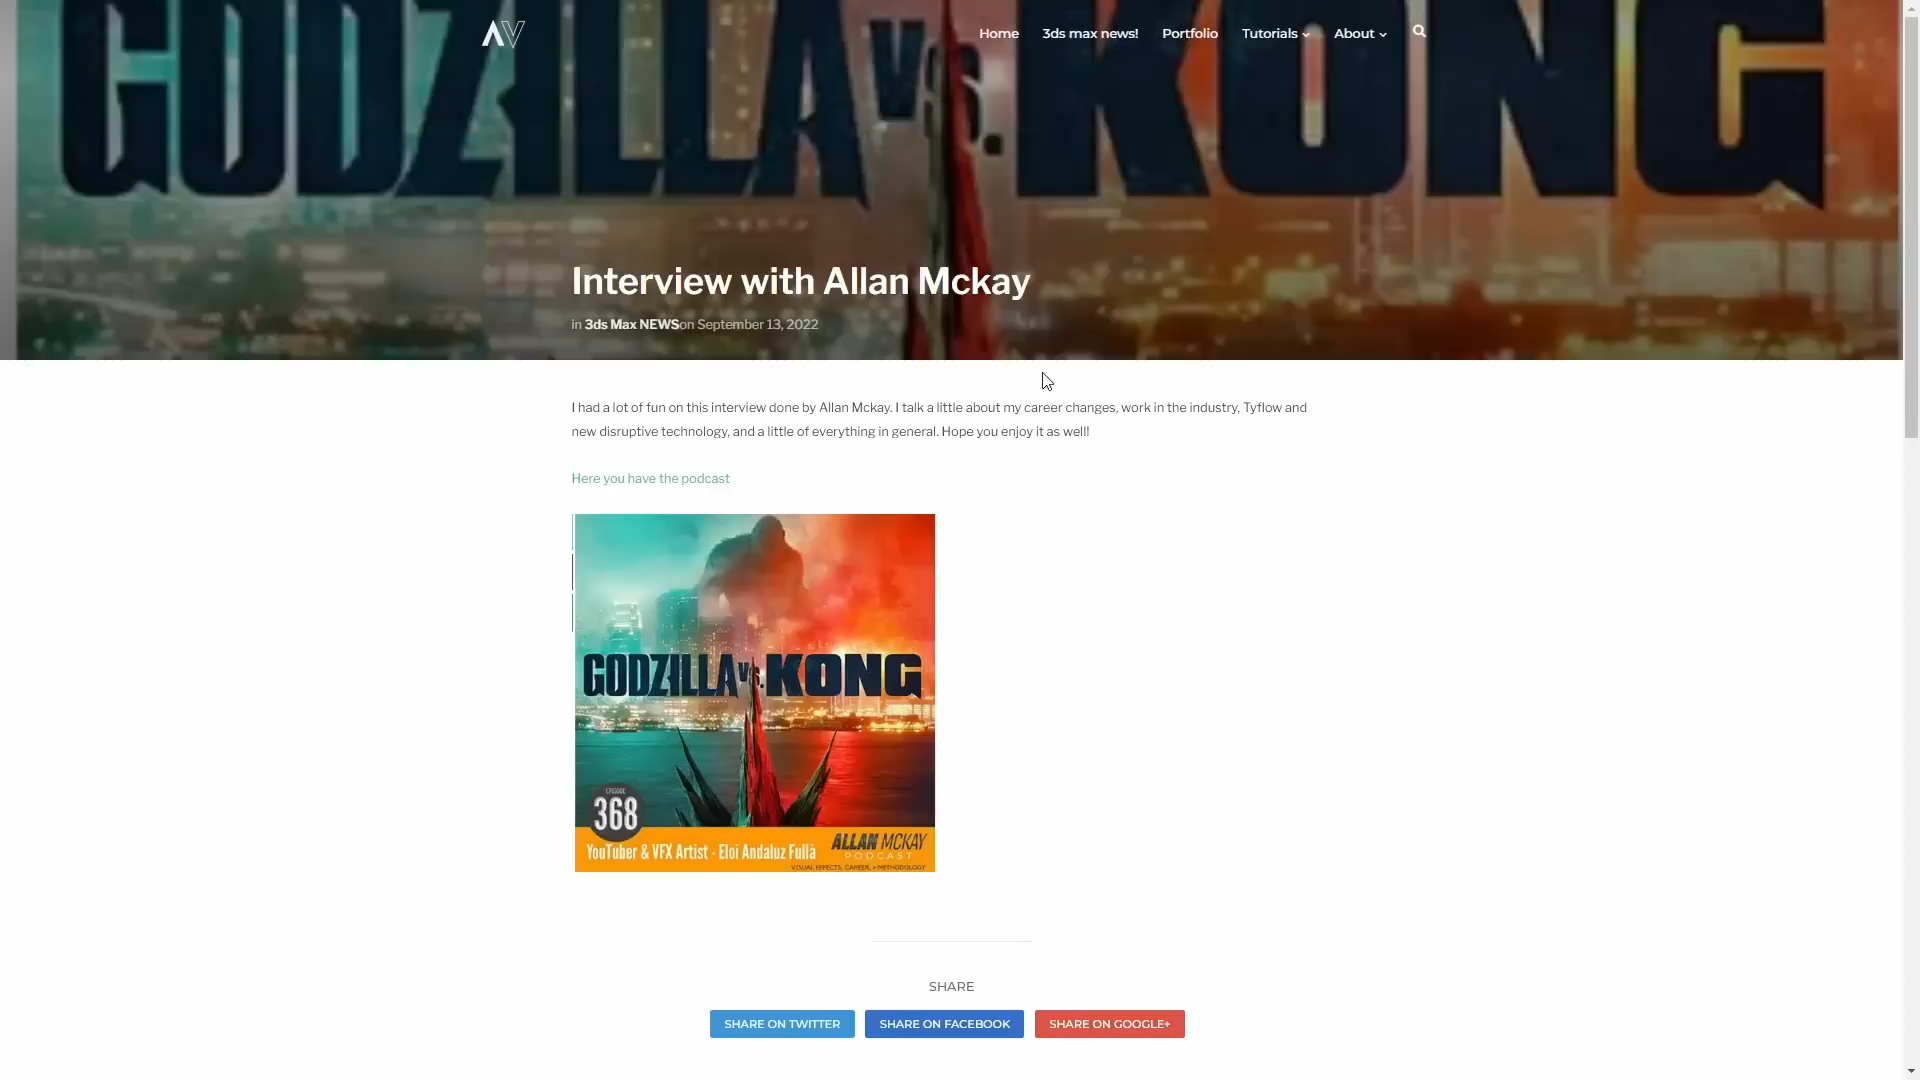 GODZILLA vs. KONG
AV
Home
3ds max news!
Portfolio
Tutorials
About
Interview with Allan Mckay
in 3ds Max NEWSon September 13, 2022
I had a lot of fun on this interview done by Allan Mckay. I talk a little about my career changes, work in the industry, Tyflow and
new disruptive technology, and a little of everything in general. Hope you enjoy it as well!
Here you have the podcast
GODZILLA vs. KONG
EPISODE
368
YouTuber & VFX Artist - Eloi Andaluz Fullà
ALLAN MCKAY
PODCAST
VISUAL EFFECTS, CAREER, + METHODOLOGY
SHARE
SHARE ON TWITTER
SHARE ON FACEBOOK
SHARE ON GOOGLE+